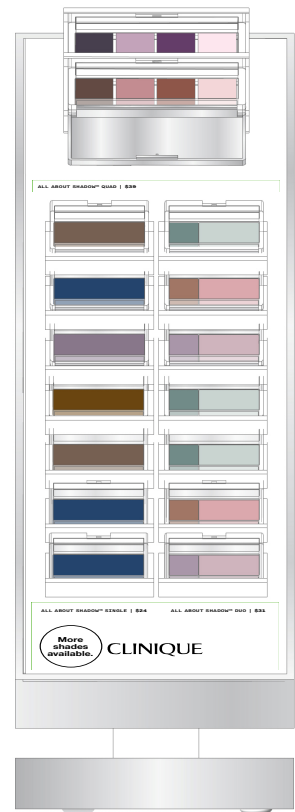 ALL ABOUT SHADOW™ QUAD | $39
ALL ABOUT SHADOW™ SINGLE | $24
ALL ABOUT SHADOW™ DUO | $31
More
shades
available.
CLINIQUE